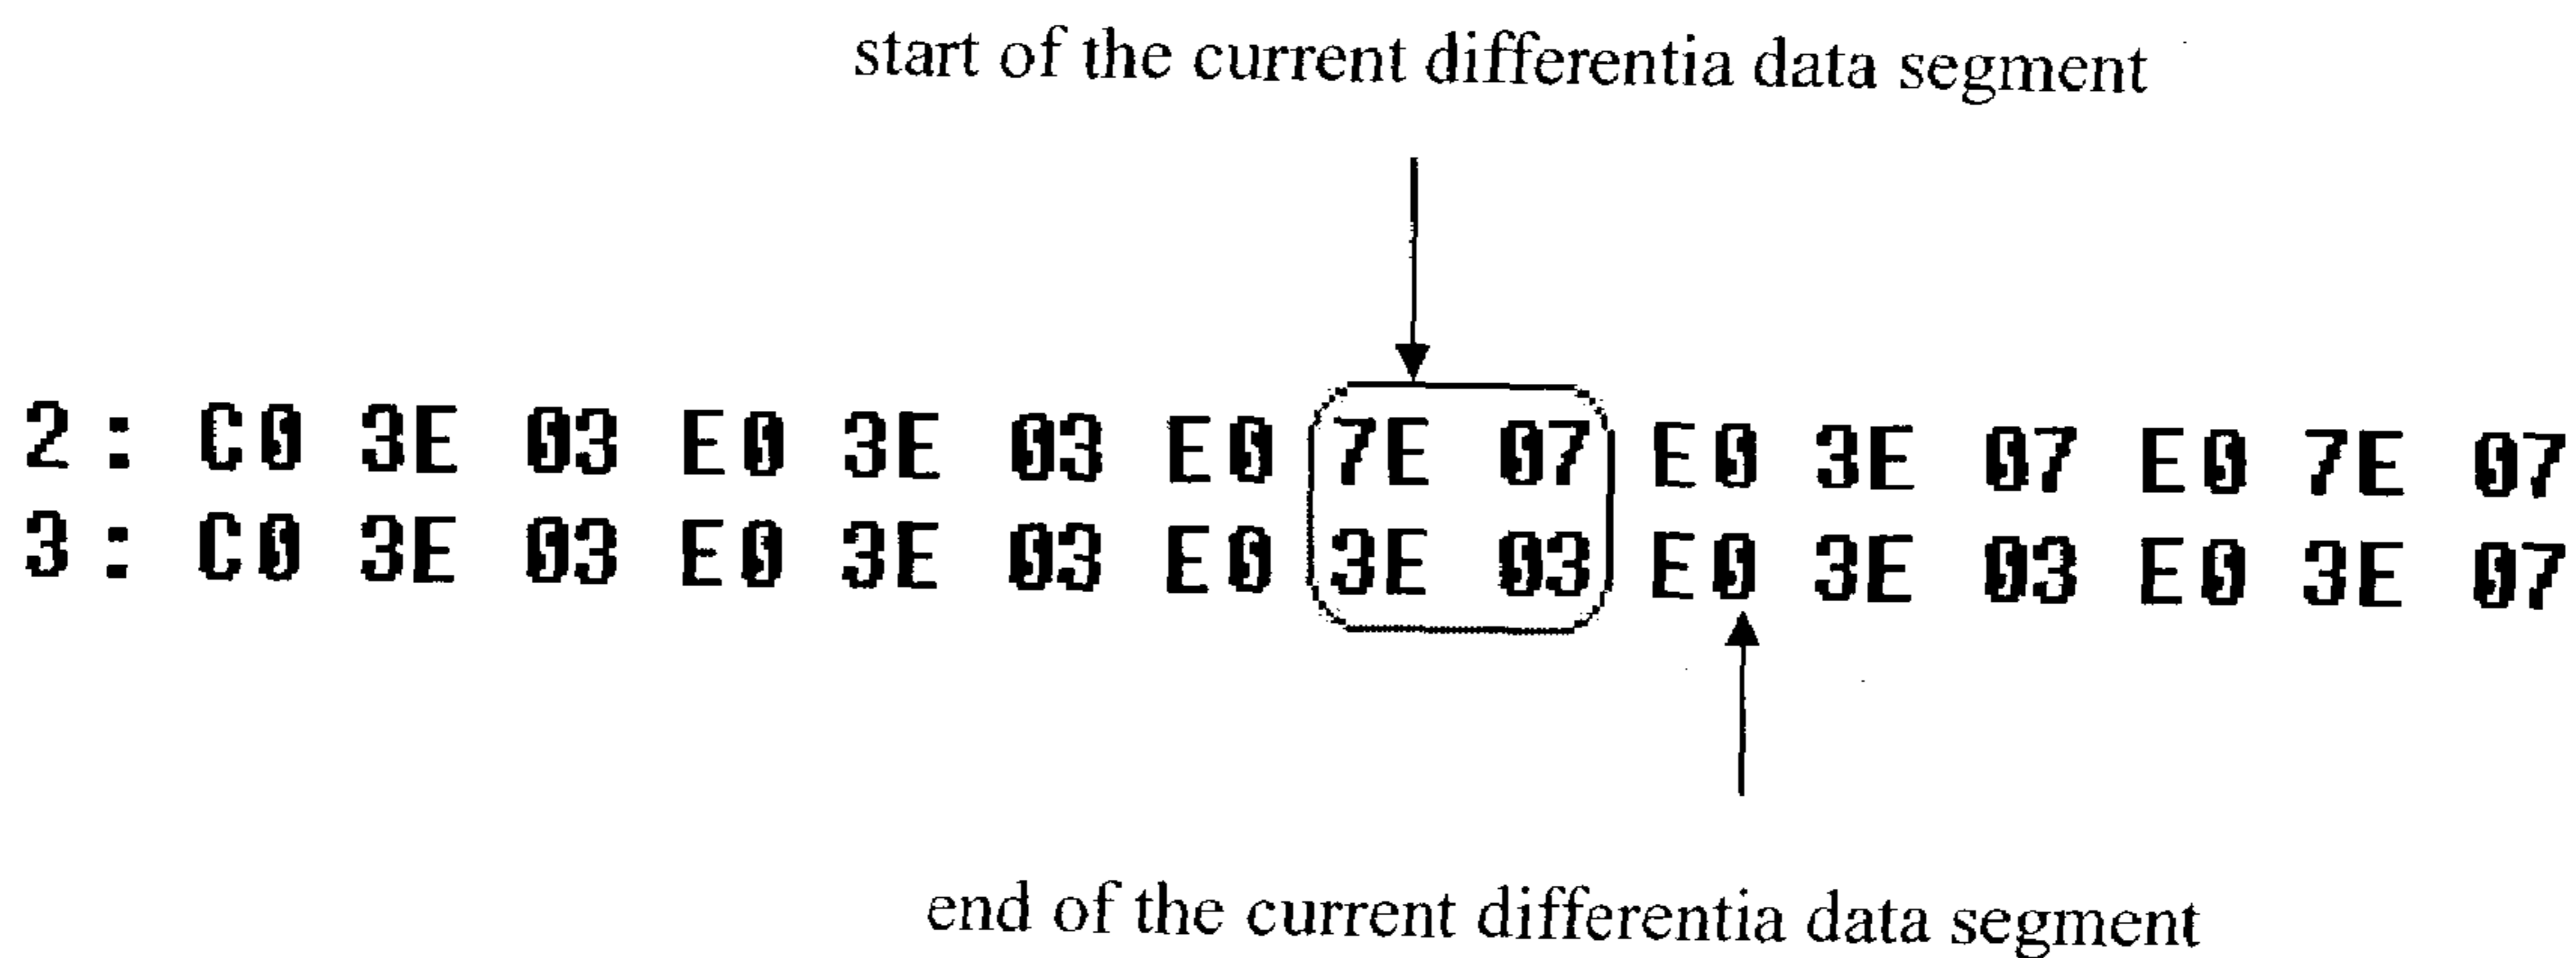 start of the current differentia data segment
2: C0 3E 03 E0 3E 03 E0 7E 07 E0 3E 07 E0 7E 07
3: C0 3E 03 E0 3E 03 E0 3E 03 E0 3E 03 E0 3E 07
end of the current differentia data segment